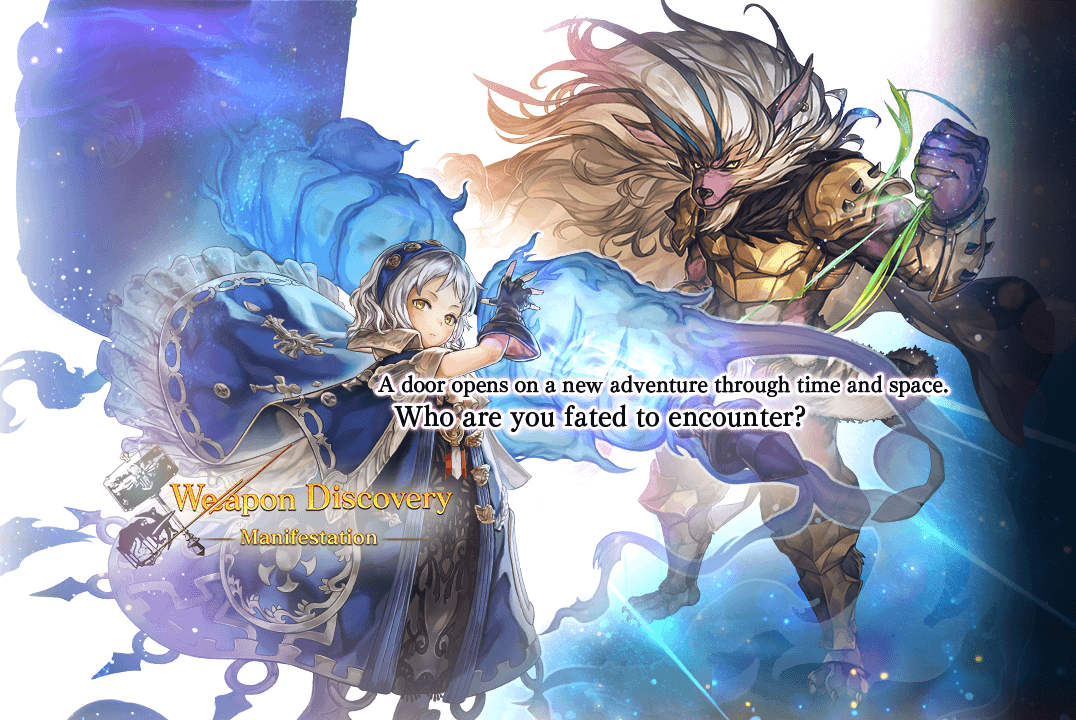 A door opens on a new adventure through time and space.
Who are you fated to encounter?
Weapon Discovery
Manifestation